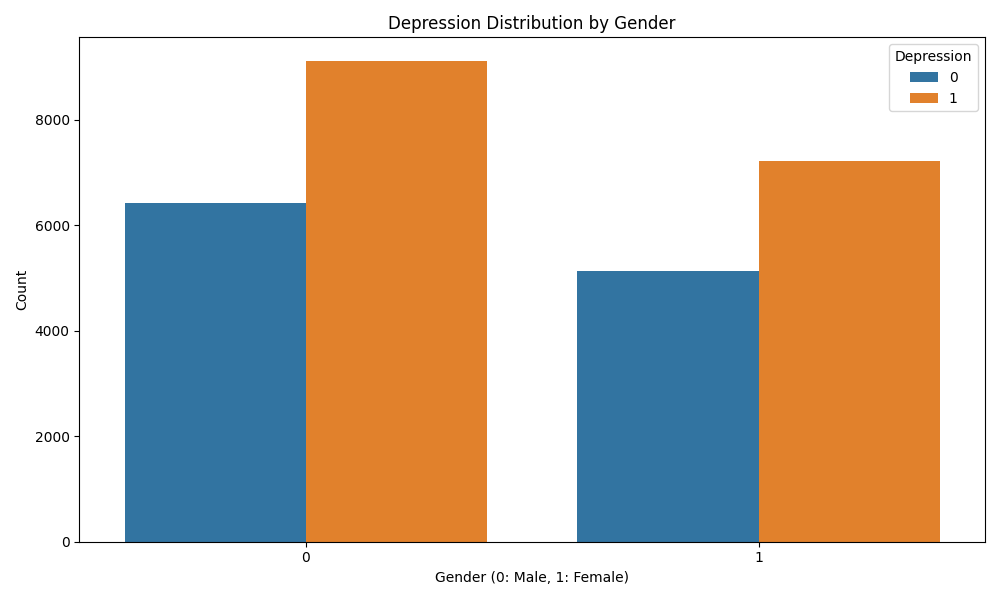 Depression Distribution by Gender
Depression
0
1
8000
6000
4000
2000
0
Count
0
1
Gender (0: Male, 1: Female)